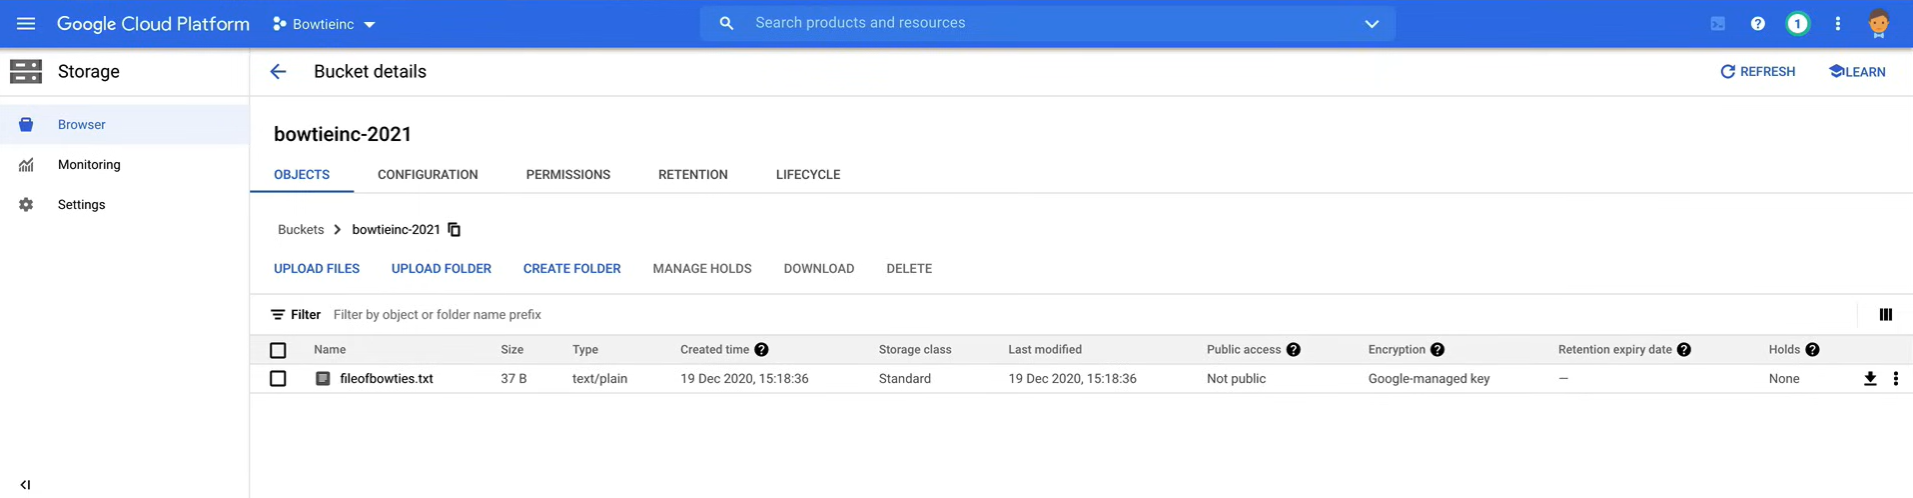 Google Cloud Platform Bowtieinc Search products and resources 1
Storage Bucket details REFRESH LEARN
Browser
Monitoring
Settings
bowtieinc-2021
OBJECTS CONFIGURATION PERMISSIONS RETENTION LIFECYCLE
Buckets bowtieinc-2021
UPLOAD FILES UPLOAD FOLDER CREATE FOLDER MANAGE HOLDS DOWNLOAD DELETE
Filter Filter by object or folder name prefix
Name Size Type Created time Storage class Last modified Public access Encryption Retention expiry date Holds
fileofbowties.txt 37 B text/plain 19 Dec 2020, 15:18:36 Standard 19 Dec 2020, 15:18:36 Not public Google-managed key — None